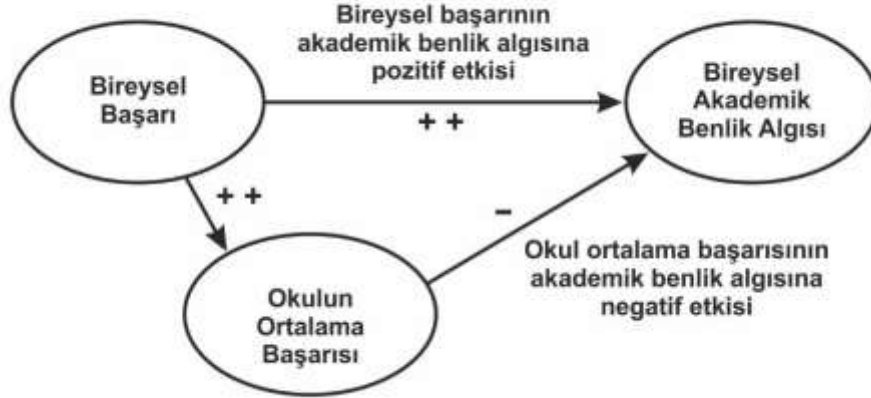 Bireysel başarının
akademik benlik algısına
pozitif etkisi
Bireysel
Başarı
+ +
Bireysel
Akademik
Benlik Algısı
+ +
–
Okul ortalama başarısının
akademik benlik algısına
negatif etkisi
Okulun
Ortalama
Başarısı